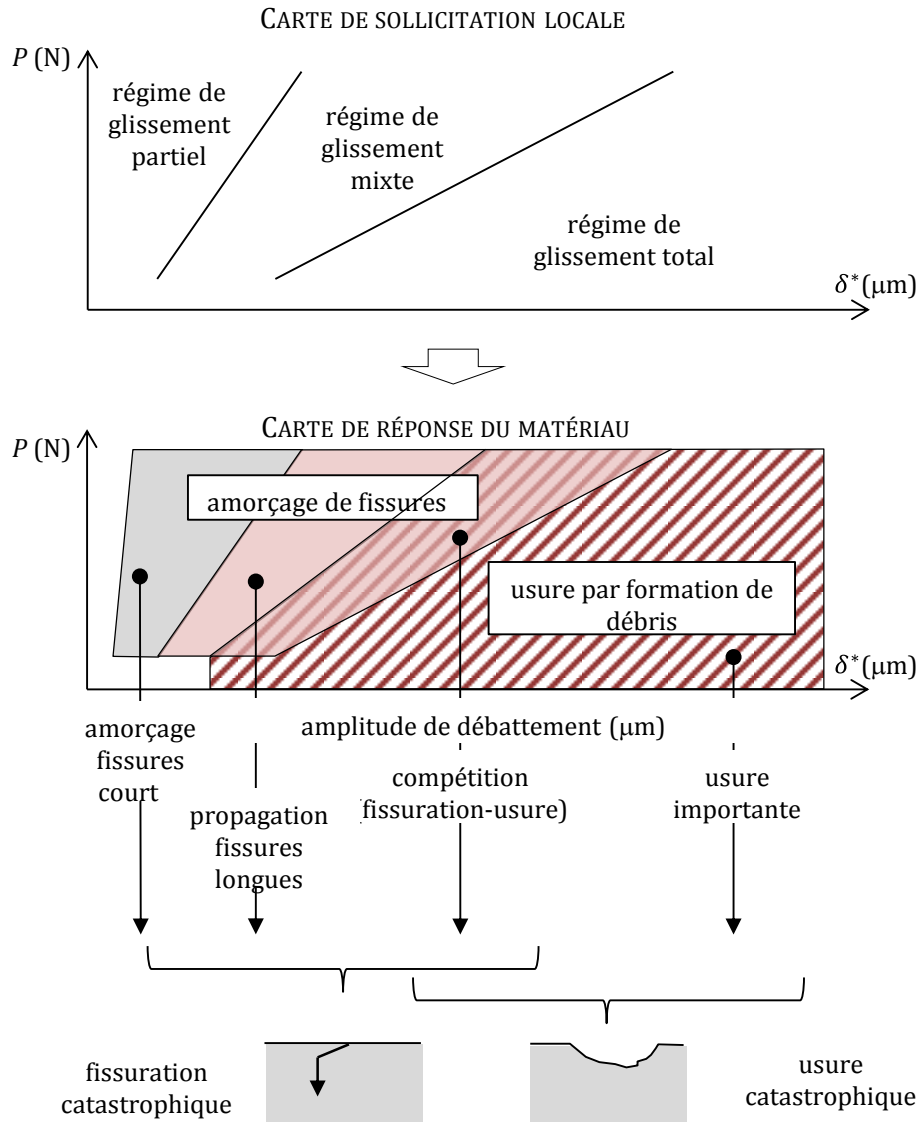 CARTE DE SOLLICITATION LOCALE
P (N)
régime de
glissement
partiel
régime de
glissement
mixte
régime de
glissement total
δ*(μm)
CARTE DE RÉPONSE DU MATÉRIAU
P (N)
amorçage de fissures
usure par formation de
débris
δ*(μm)
amplitude de débattement (μm)
amorçage
fissures
court
propagation
fissures
longues
compétition
fissuration-usure)
usure
importante
fissuration
catastrophique
usure
catastrophique